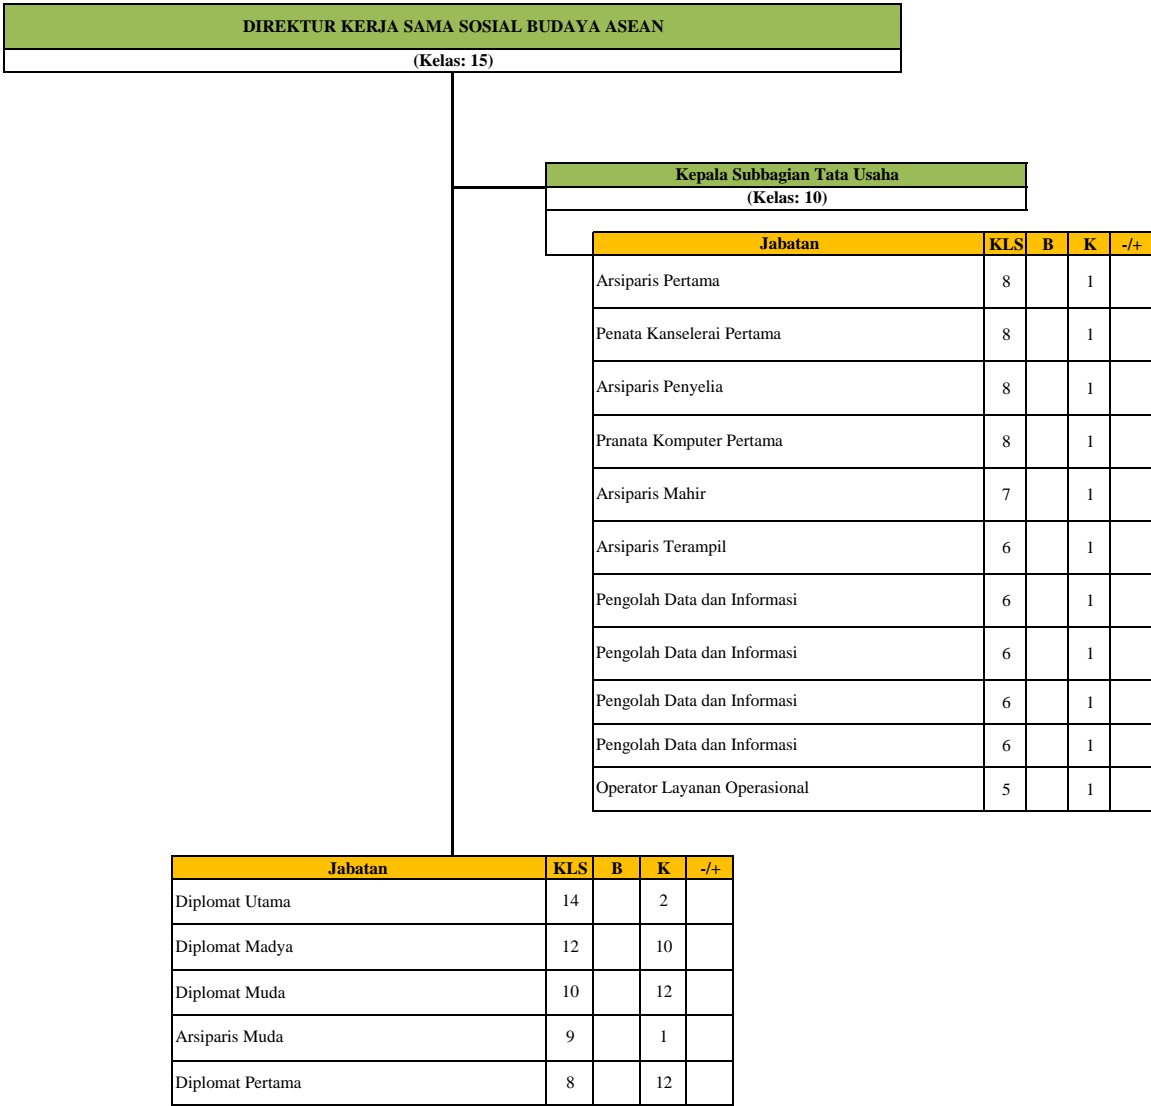 DIREKTUR KERJA SAMA SOSIAL BUDAYA ASEAN
(Kelas: 15)
Kepala Subbagian Tata Usaha
(Kelas: 10)
Jabatan KLS B K -/+
Arsiparis Pertama 8 1
Penata Kanselerai Pertama 8 1
Arsiparis Penyelia 8 1
Pranata Komputer Pertama 8 1
Arsiparis Mahir 7 1
Arsiparis Terampil 6 1
Pengolah Data dan Informasi 6 1
Pengolah Data dan Informasi 6 1
Pengolah Data dan Informasi 6 1
Pengolah Data dan Informasi 6 1
Operator Layanan Operasional 5 1
Jabatan KLS B K -/+
Diplomat Utama 14 2
Diplomat Madya 12 10
Diplomat Muda 10 12
Arsiparis Muda 9 1
Diplomat Pertama 8 12